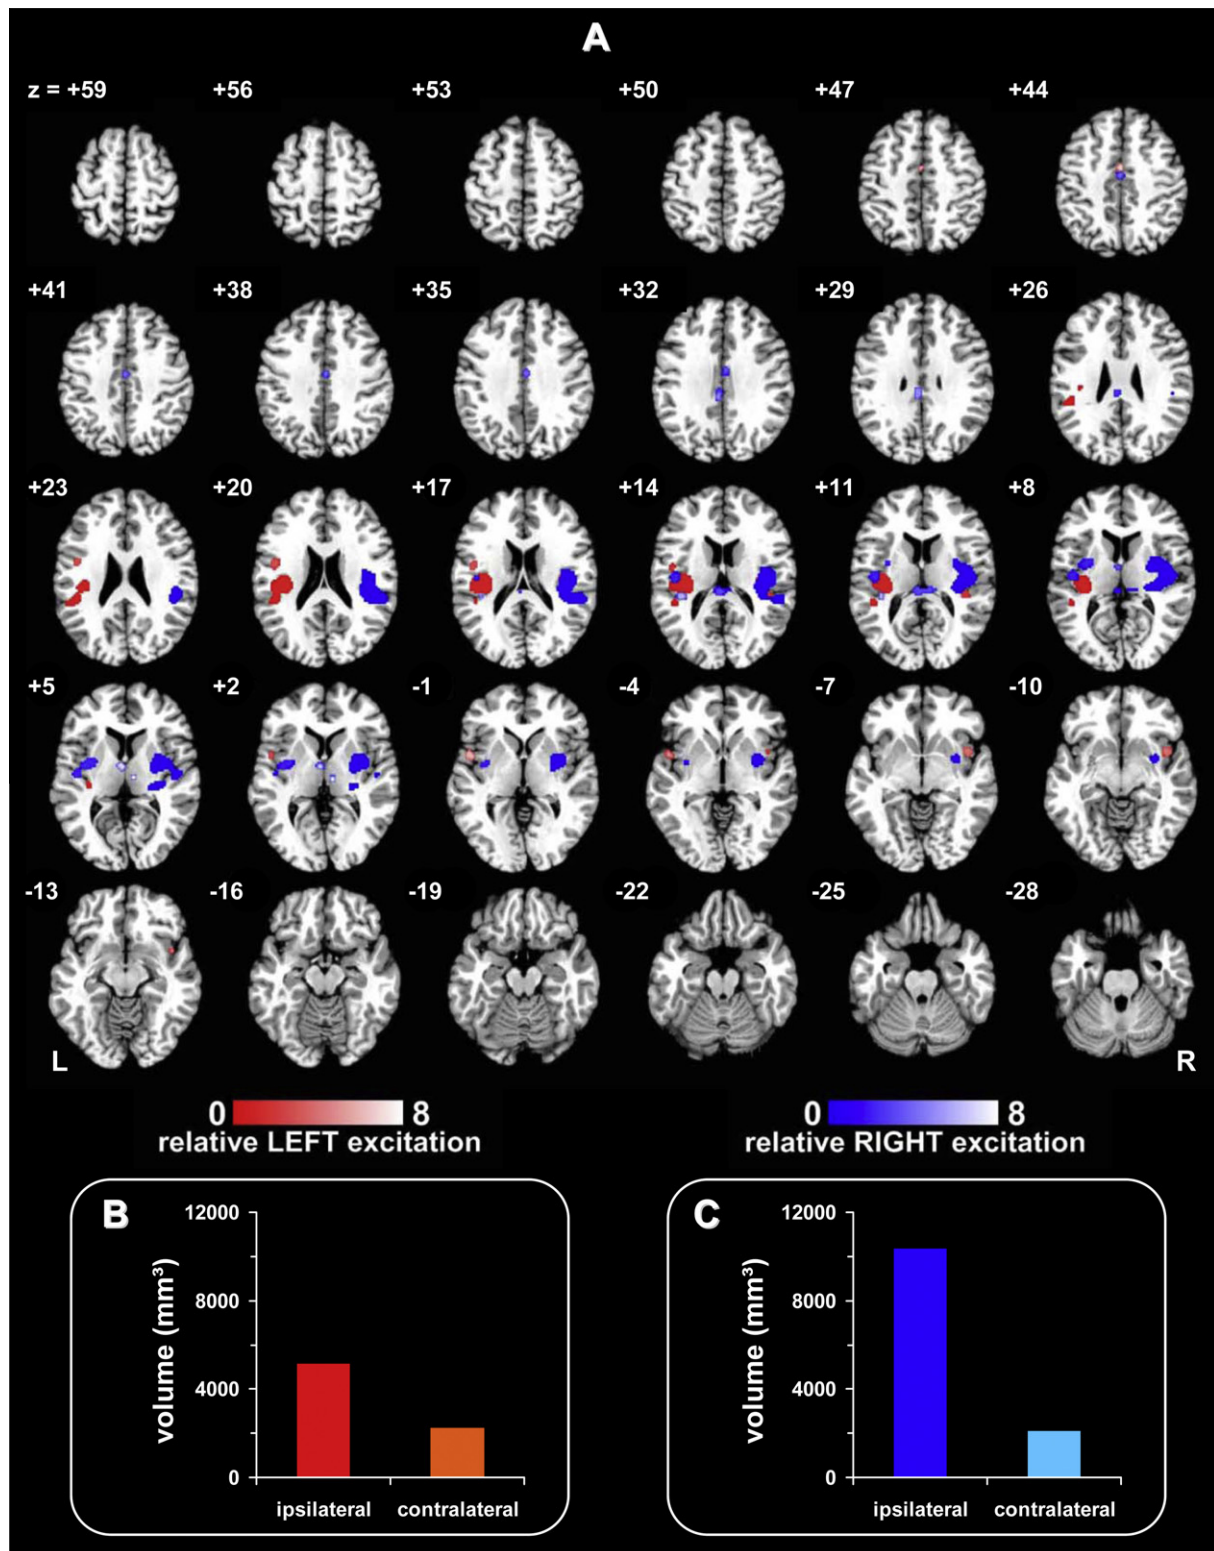 A
z = +59 +56 +53 +50 +47 +44
+41 +38 +35 +32 +29 +26
+23 +20 +17 +14 +11 +8
+5 +2 -1 -4 -7 -10
-13 -16 -19 -22 -25 -28
L R
0 8 0 8
relative LEFT excitation relative RIGHT excitation
B
volume (mm³)
12000
8000
4000
0
ipsilateral contralateral
C
volume (mm³)
12000
8000
4000
0
ipsilateral contralateral